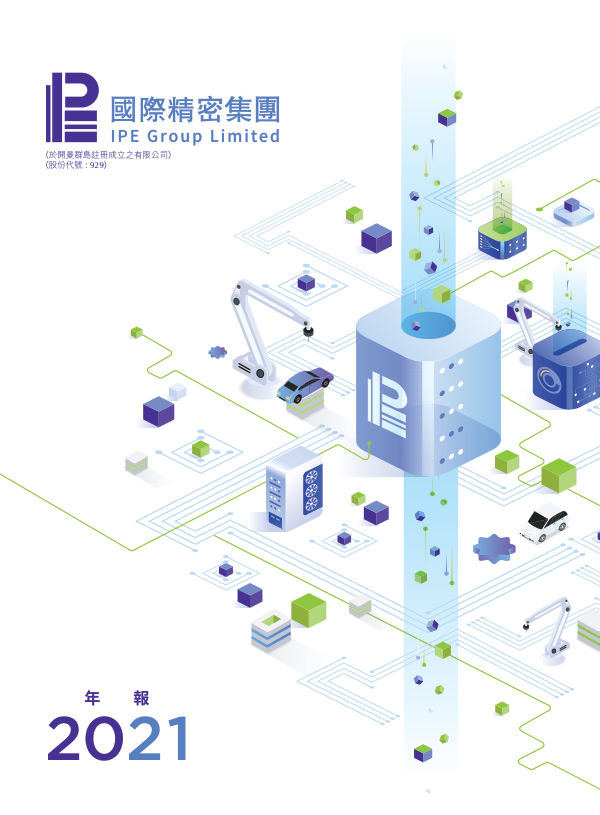 國際精密集團
IPE Group Limited
(於開曼群島註冊成立之有限公司)
(股份代號 : 929)
年 報
2021